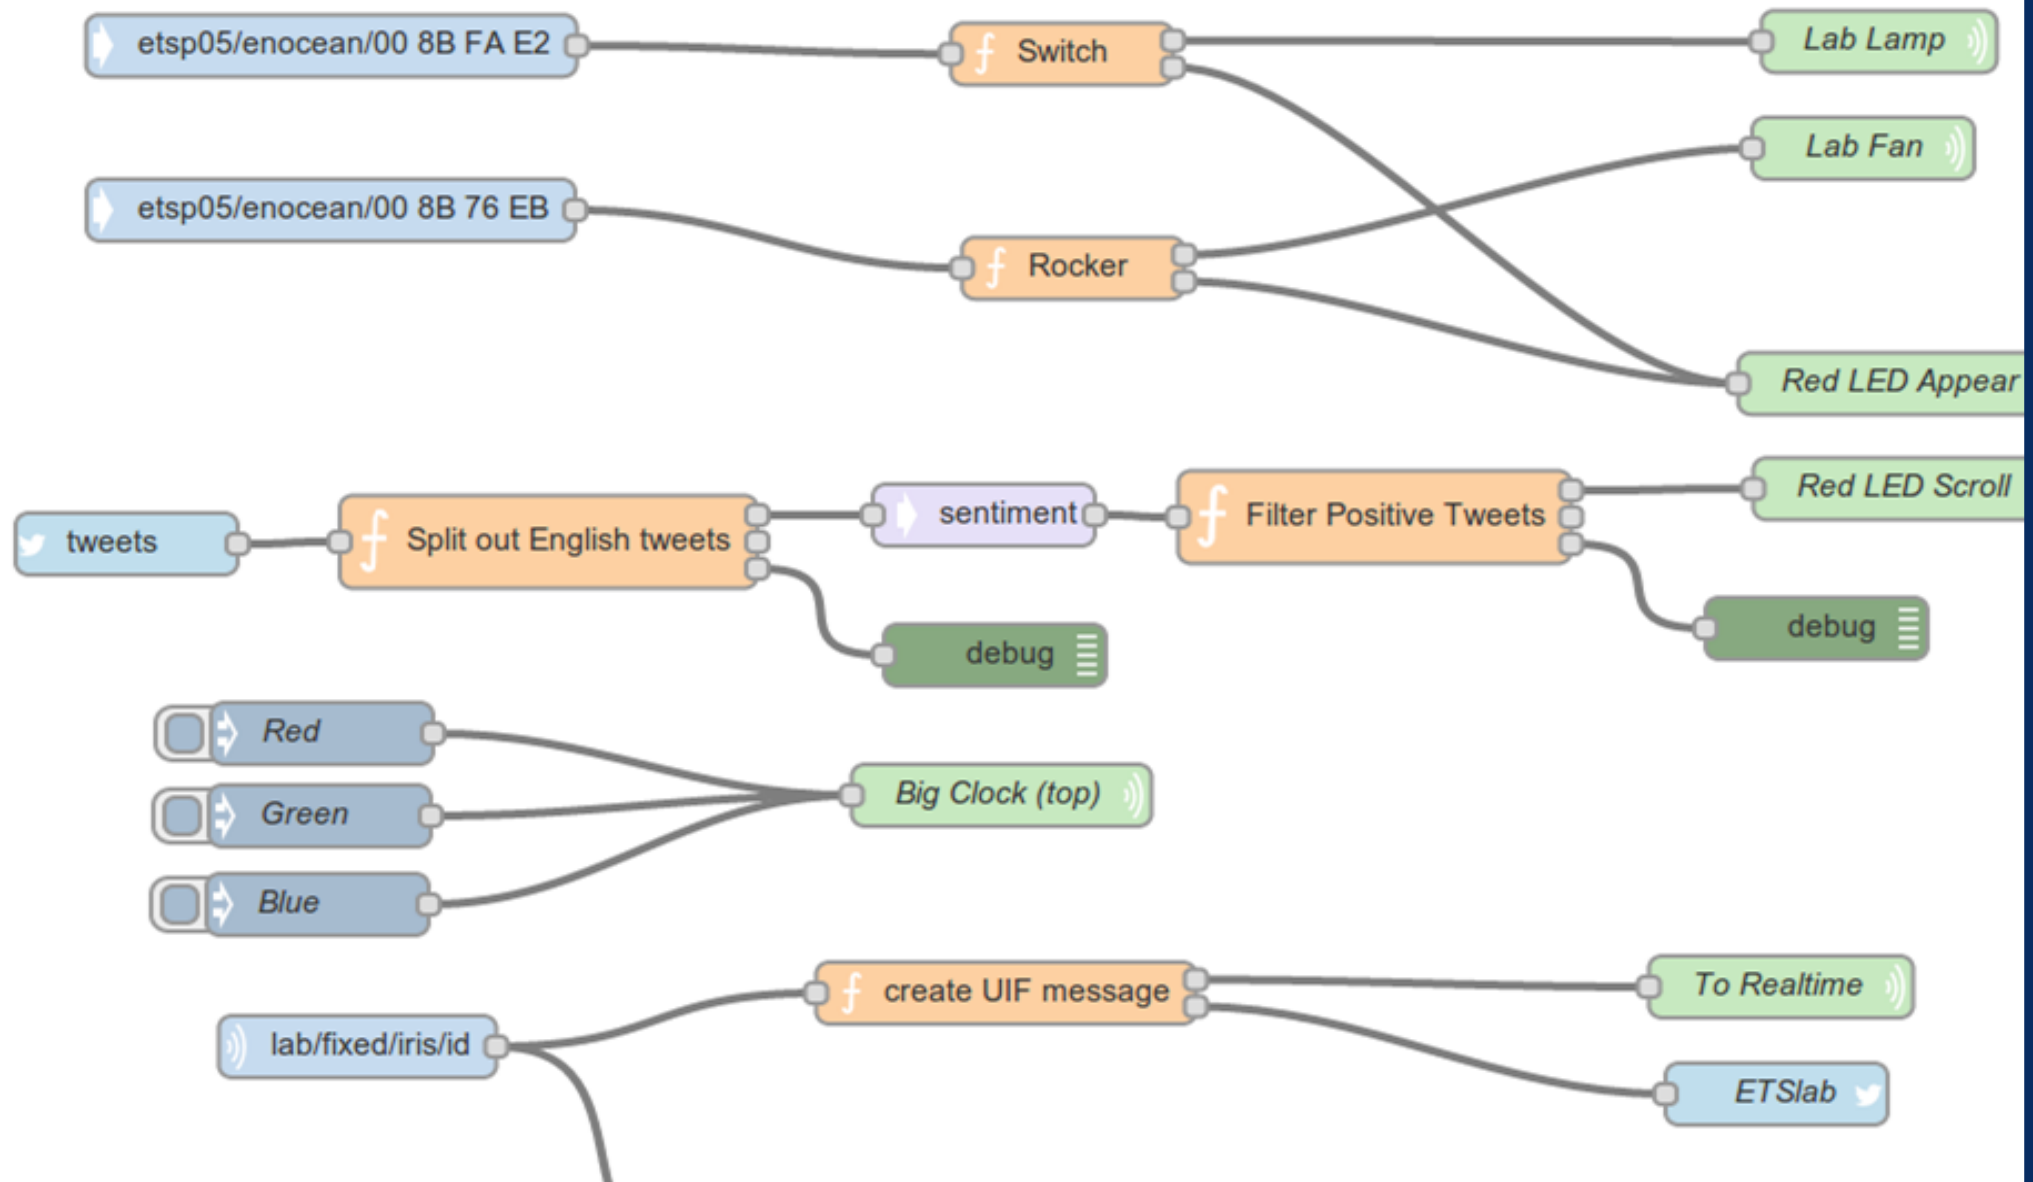 etsp05/enocean/00 8B FA E2
Switch
Lab Lamp
Lab Fan
etsp05/enocean/00 8B 76 EB
Rocker
Red LED Appear
Red LED Scroll
tweets
Split out English tweets
sentiment
Filter Positive Tweets
debug
debug
Red
Green
Blue
Big Clock (top)
create UIF message
To Realtime
lab/fixed/iris/id
ETSlab